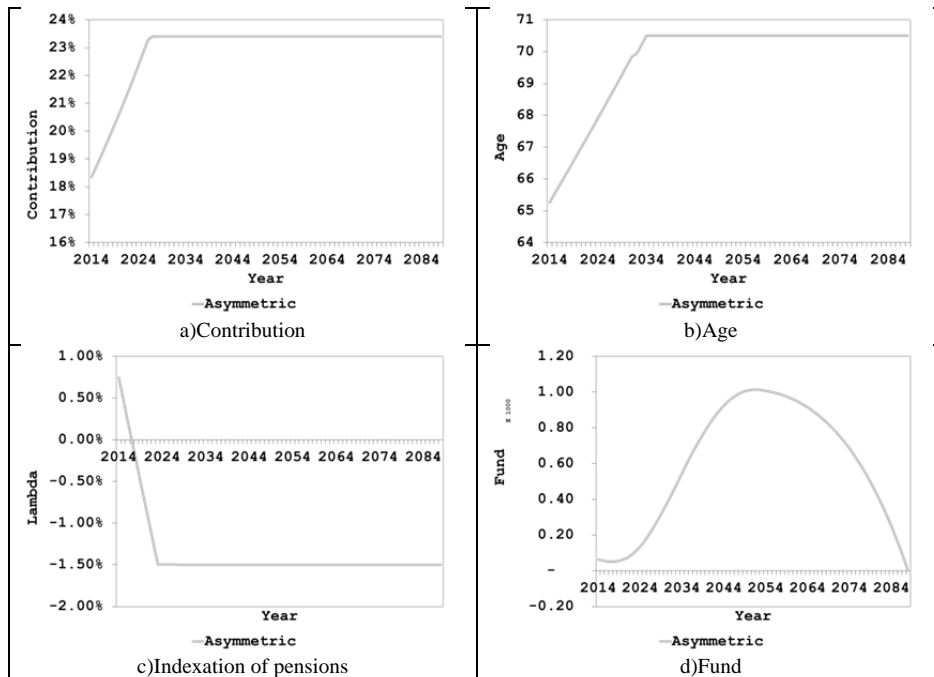 24%
23%
22%
21%
20%
19%
18%
17%
16%
Contribution
2014 2024 2034 2044 2054 2064 2074 2084
Year
Asymmetric
a)Contribution
71
70
69
68
67
66
65
64
Age
2014 2024 2034 2044 2054 2064 2074 2084
Year
Asymmetric
b)Age
1.00%
0.50%
0.00%
-0.50%
-1.00%
-1.50%
-2.00%
Lambda
2014 2024 2034 2044 2054 2064 2074 2084
Year
Asymmetric
c)Indexation of pensions
1.20
1.00
0.80
0.60
0.40
0.20
-
-0.20
Fund
x 1000
2014 2024 2034 2044 2054 2064 2074 2084
Year
Asymmetric
d)Fund